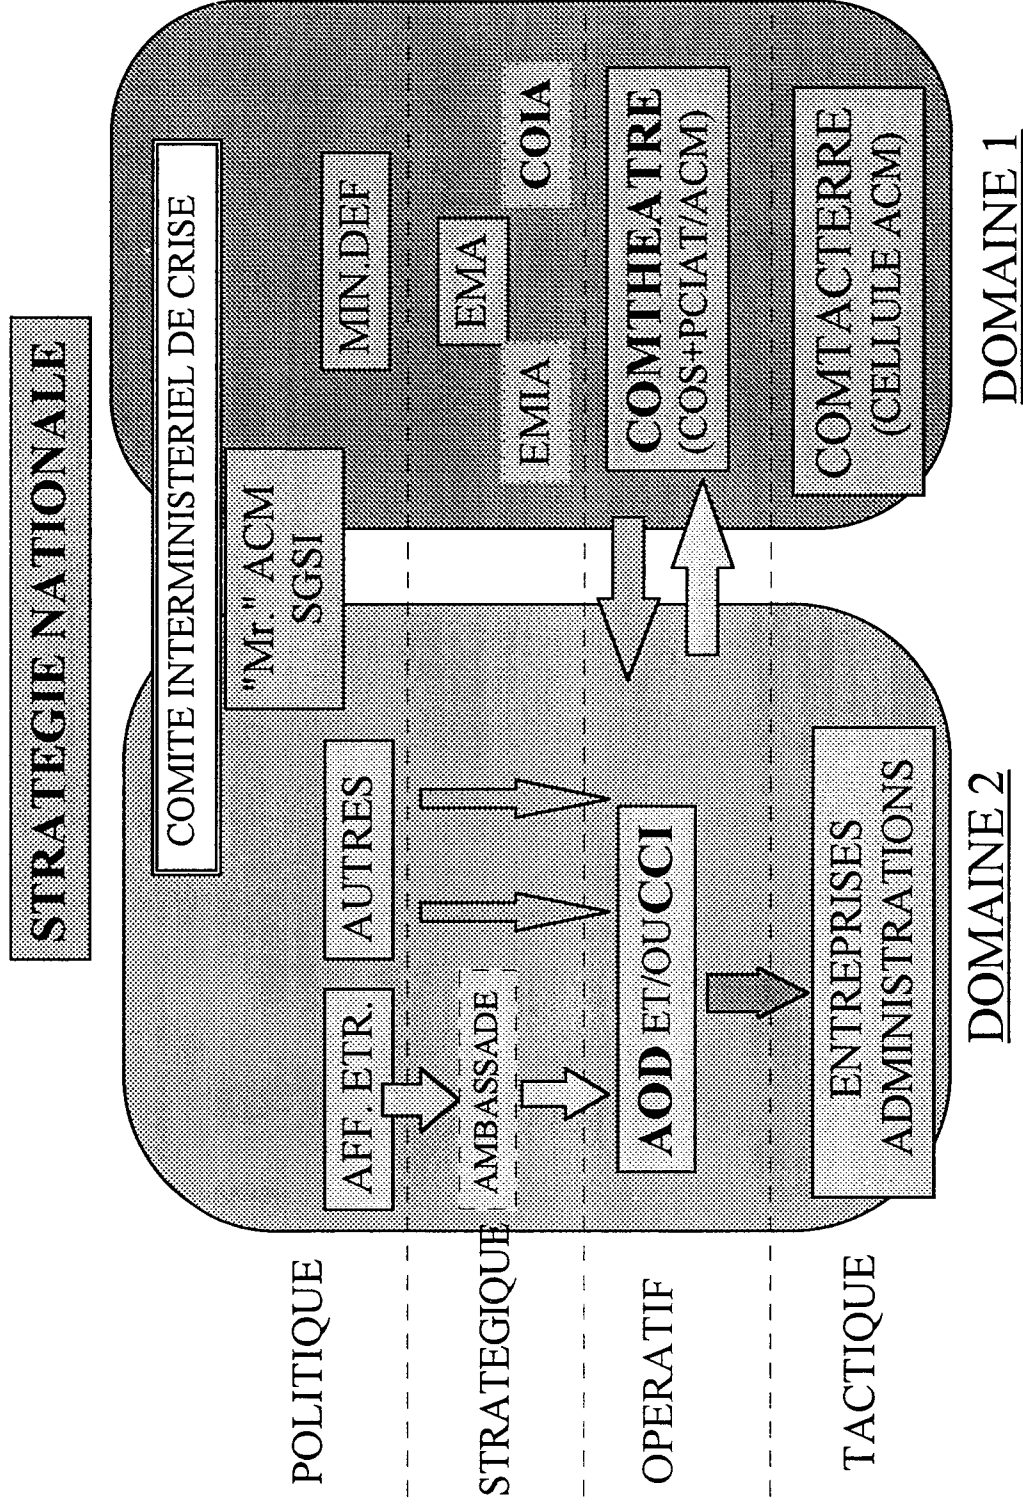 STRATEGIE NATIONALE
COMITE INTERMINISTERIEL DE CRISE
"Mr." ACM
SGSI
POLITIQUE
AFF. ETR.
AUTRES
MIN DEF
STRATEGIQUE
AMBASSADE
EMA
EMIA
COIA
OPERATIF
AOD ET/OU CCI
COMTHEATRE
(COS+PCIAT/ACM)
TACTIQUE
ENTREPRISES
ADMINISTRATIONS
COMTACTERRE
(CELLULE ACM)
DOMAINE 2
DOMAINE 1